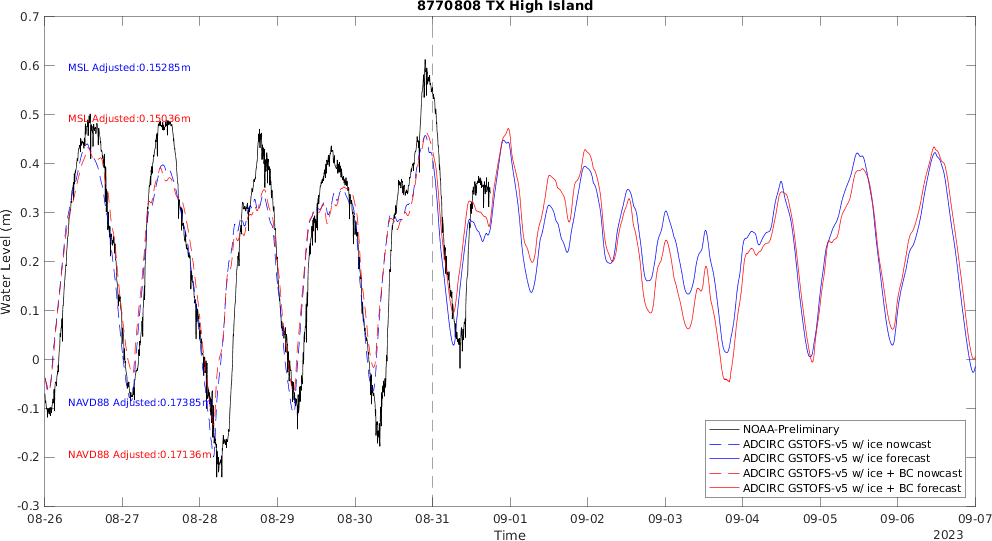 8770808 TX High Island
0.7
0.6
0.5
0.4
0.3
0.2
0.1
0
-0.1
-0.2
-0.3
Water Level (m)
MSL Adjusted:0.15285m
MSL Adjusted:0.15036m
NAVD88 Adjusted:0.17385m
NAVD88 Adjusted:0.17136m
NOAA-Preliminary
ADCIRC GSTOFS-v5 w/ ice nowcast
ADCIRC GSTOFS-v5 w/ ice forecast
ADCIRC GSTOFS-v5 w/ ice + BC nowcast
ADCIRC GSTOFS-v5 w/ ice + BC forecast
08-26 08-27 08-28 08-29 08-30 08-31 09-01 09-02 09-03 09-04 09-05 09-06 09-07
Time
2023